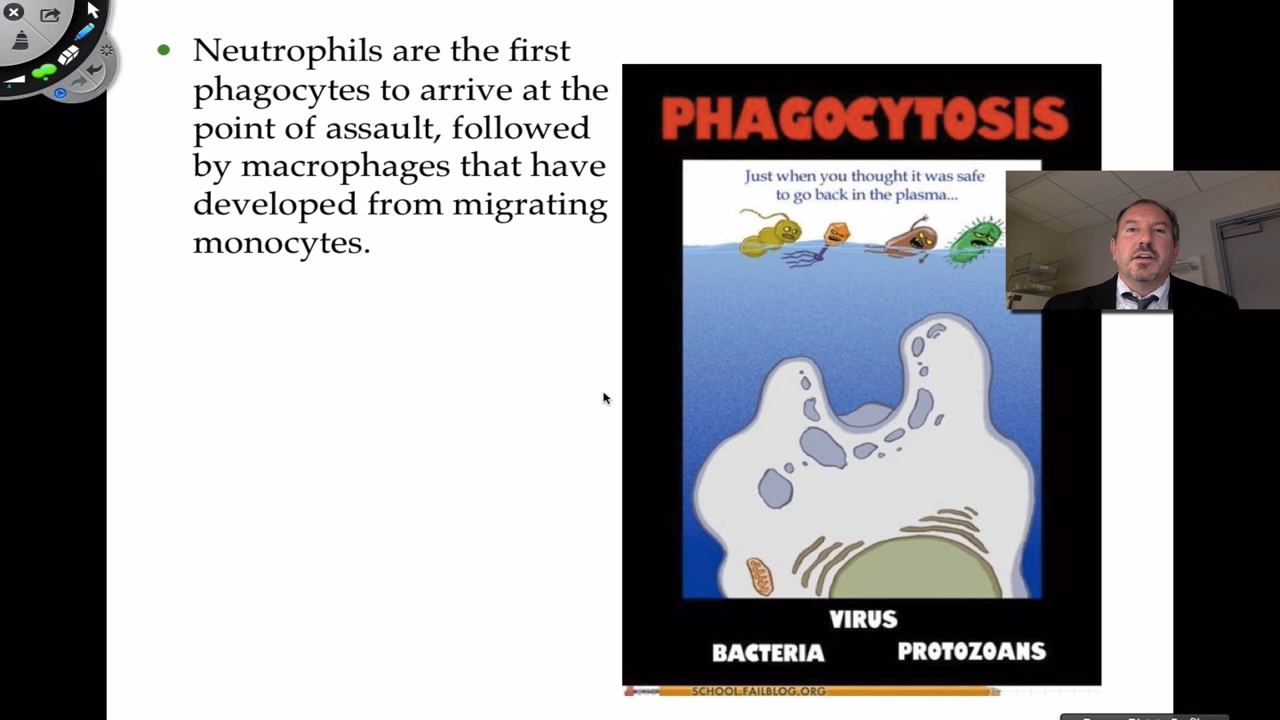 Neutrophils are the first
phagocytes to arrive at the
point of assault, followed
by macrophages that have
developed from migrating
monocytes.
PHAGOCYTOSIS
Just when you thought it was safe
to go back in the plasma...
VIRUS
BACTERIA PROTOZOANS
SCHOOL.FAILBLOG.ORG